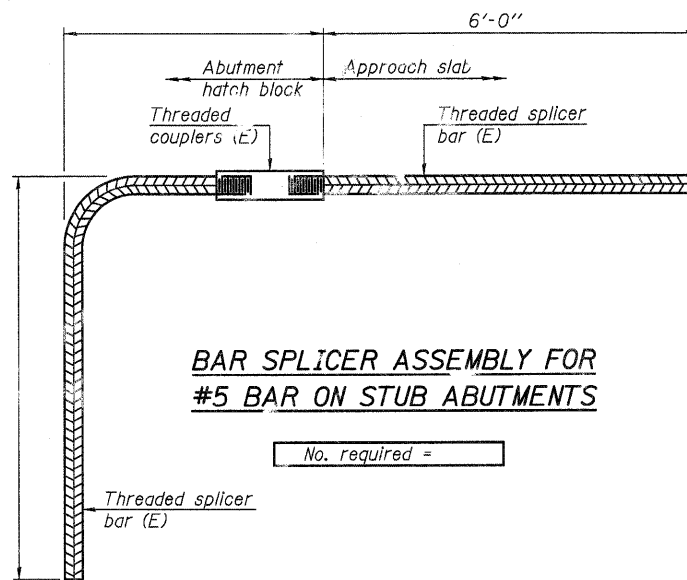 6'-0"
Abutment
hatch block
Approach slab
Threaded
couplers (E)
Threaded splicer
bar (E)
BAR SPLICER ASSEMBLY FOR
#5 BAR ON STUB ABUTMENTS
No. required =
Threaded splicer
bar (E)